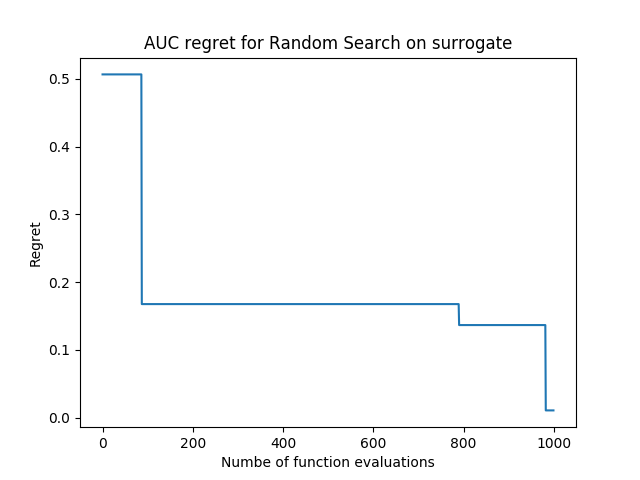 AUC regret for Random Search on surrogate
0.5
0.4
0.3
0.2
0.1
0.0
Regret
0 200 400 600 800 1000
Numbe of function evaluations